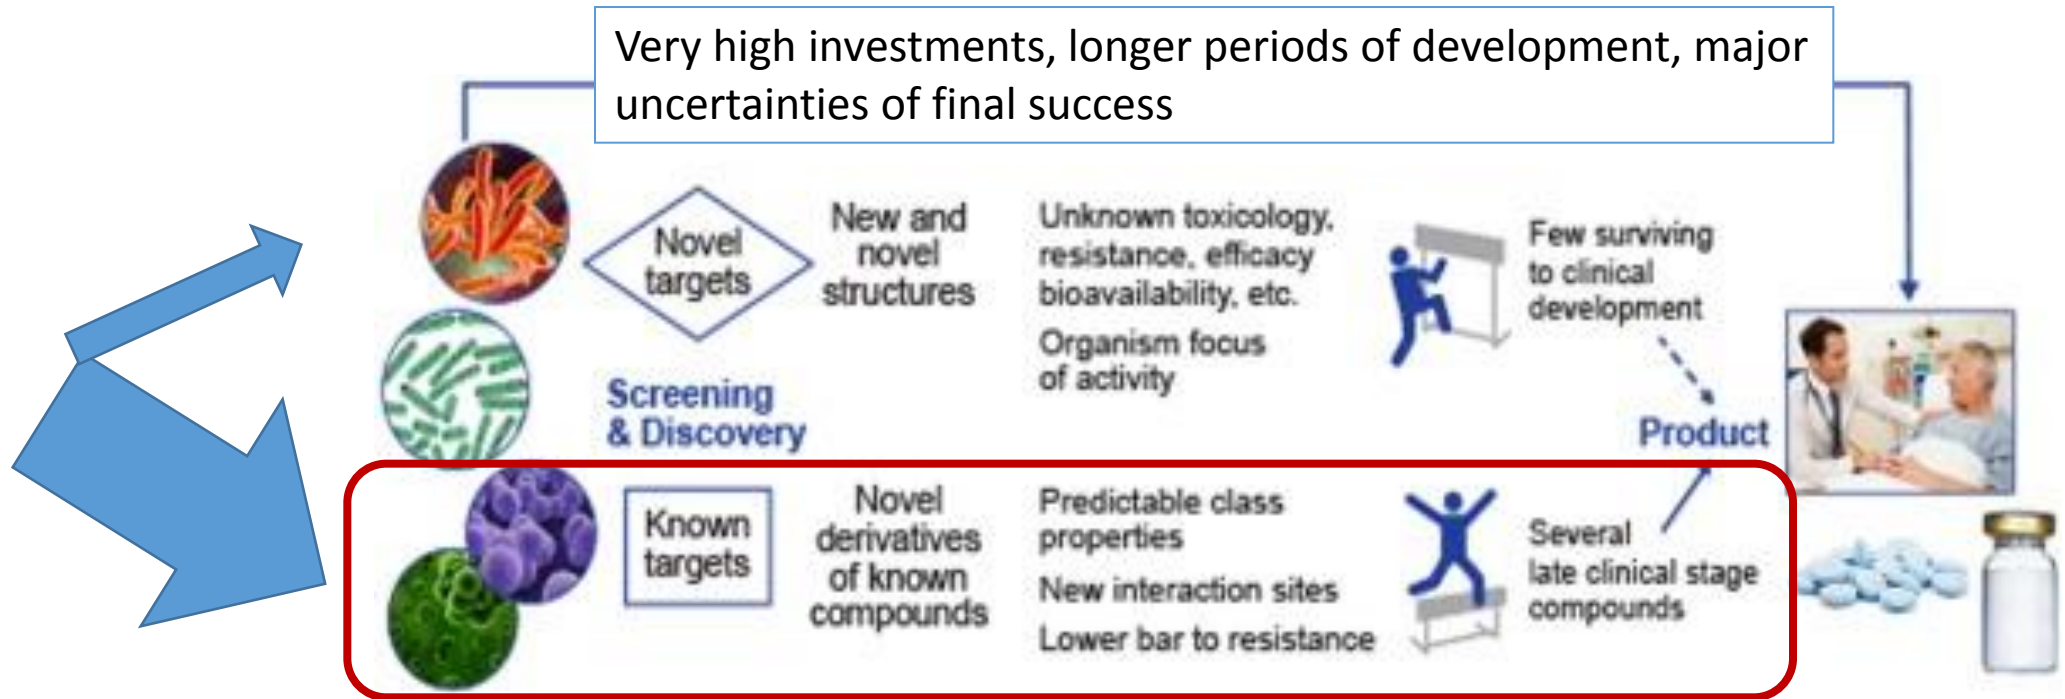 Very high investments, longer periods of development, major
uncertainties of final success
Novel
targets
New and
novel
structures
Unknown toxicology,
resistance, efficacy
bioavailability, etc.
Organism focus
of activity
Few surviving
to clinical
development
Screening
& Discovery
Product
Known
targets
Novel
derivatives
of known
compounds
Predictable class
properties
New interaction sites
Lower bar to resistance
Several
late clinical stage
compounds